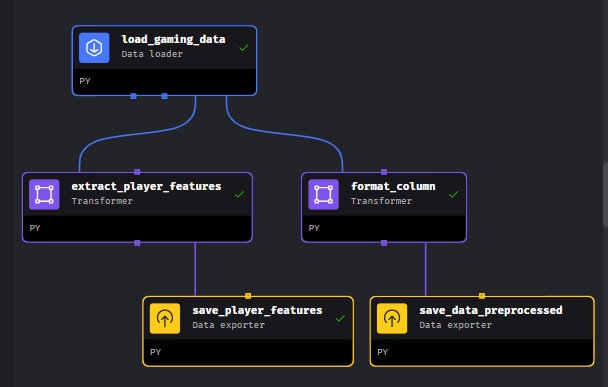 load_gaming_data
Data loader
PY
extract_player_features
Transformer
PY
format_column
Transformer
PY
save_player_features
Data exporter
PY
save_data_preprocessed
Data exporter
PY